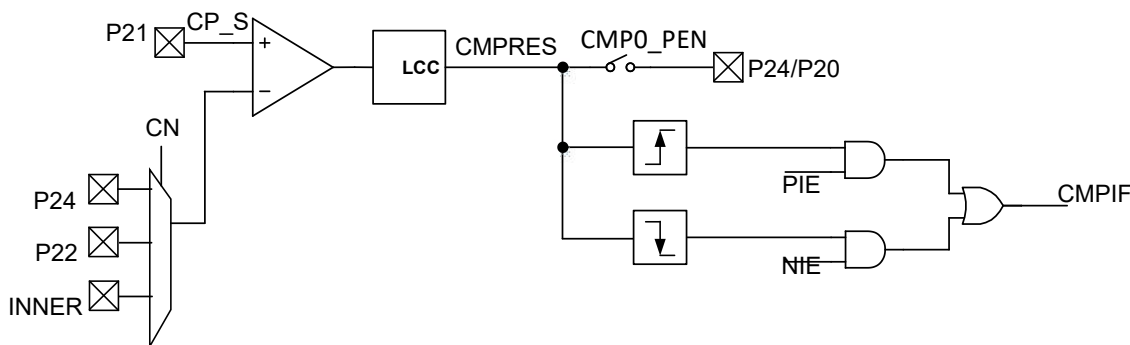 P21
CP_S
+
−
LCC
CMPRES
CMP0_PEN
P24/P20
CN
P24
P22
INNER
PIE
NIE
CMPIF